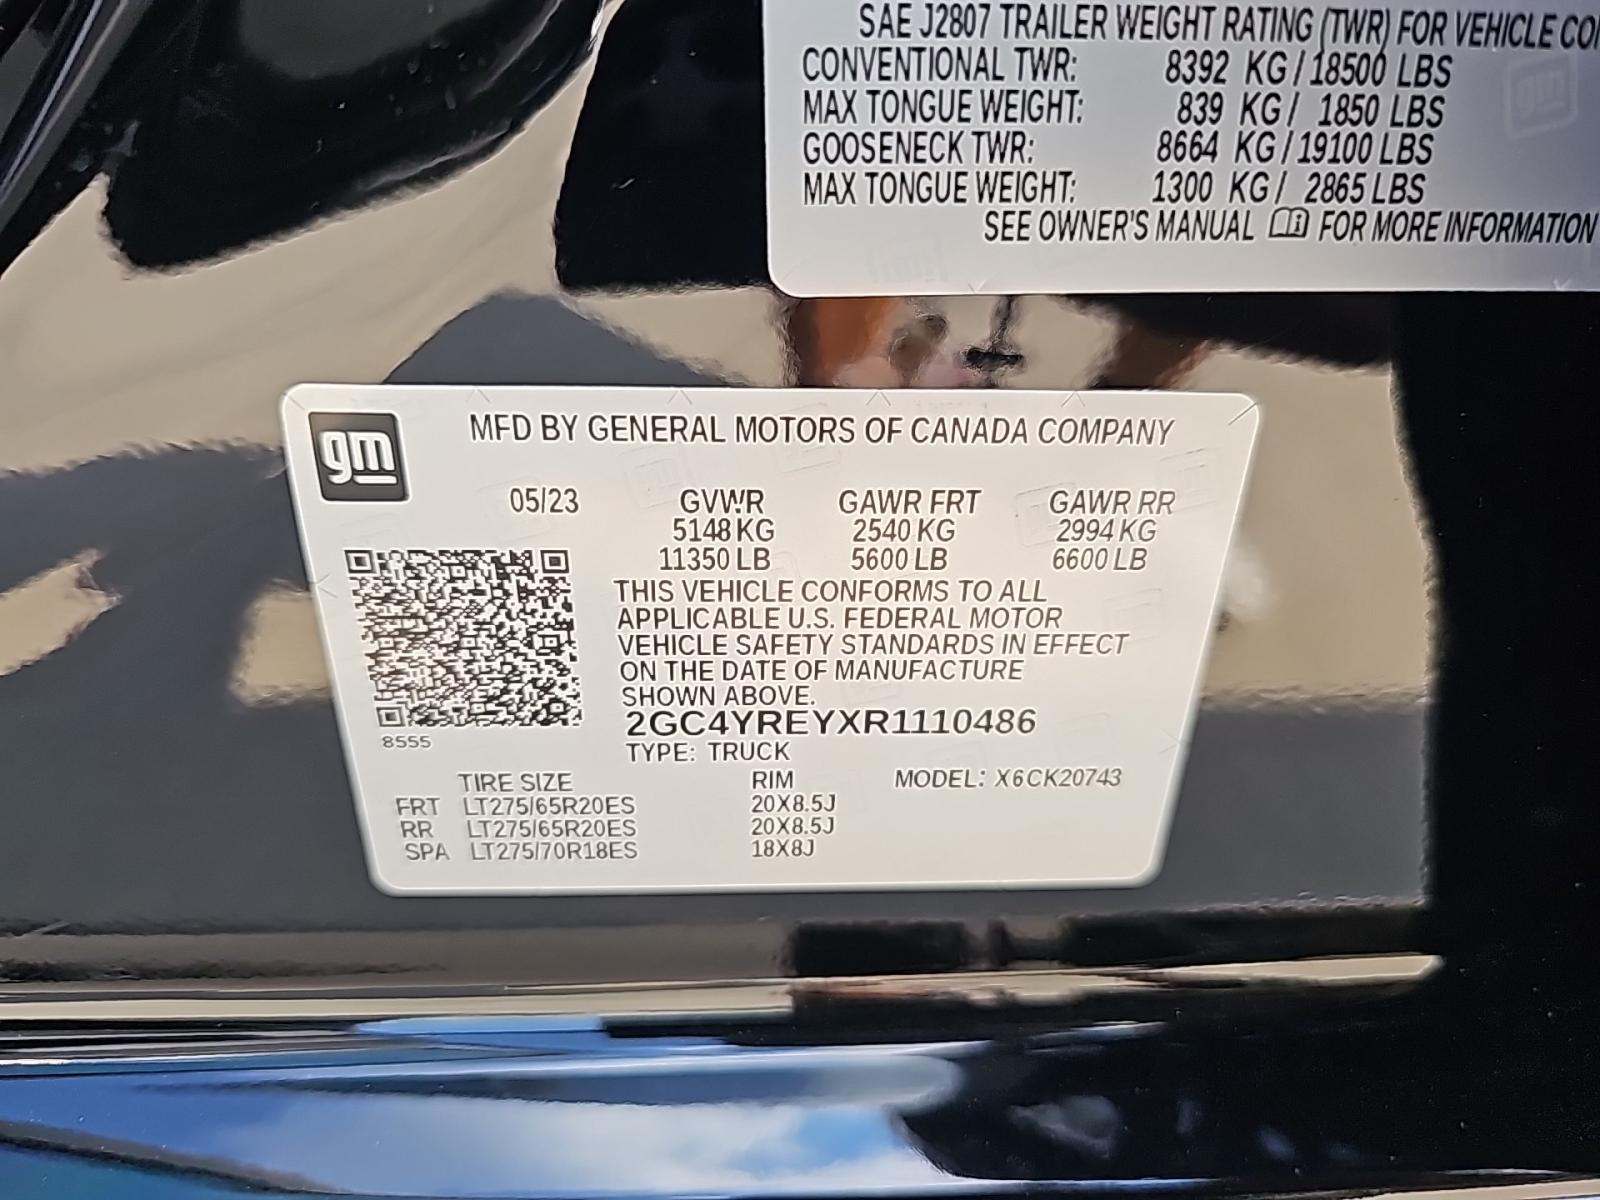 SAE J2807 TRAILER WEIGHT RATING (TWR) FOR VEHICLE
CONVENTIONAL TWR: 8392 KG / 18500 LBS
MAX TONGUE WEIGHT: 839 KG / 1850 LBS
GOOSENECK TWR: 8664 KG / 19100 LBS
MAX TONGUE WEIGHT: 1300 KG / 2865 LBS
SEE OWNER'S MANUAL FOR MORE INFORMATION
gm
MFD BY GENERAL MOTORS OF CANADA COMPANY
05/23 GVWR GAWR FRT GAWR RR
5148 KG 2540 KG 2994 KG
11350 LB 5600 LB 6600 LB
THIS VEHICLE CONFORMS TO ALL
APPLICABLE U.S. FEDERAL MOTOR
VEHICLE SAFETY STANDARDS IN EFFECT
ON THE DATE OF MANUFACTURE
SHOWN ABOVE.
2GC4YREYXR1110486
8555
TYPE: TRUCK
TIRE SIZE RIM MODEL: X6CK20743
FRT LT275/65R20ES 20X8.5J
RR LT275/65R20ES 20X8.5J
SPA LT275/70R18ES 18X8J